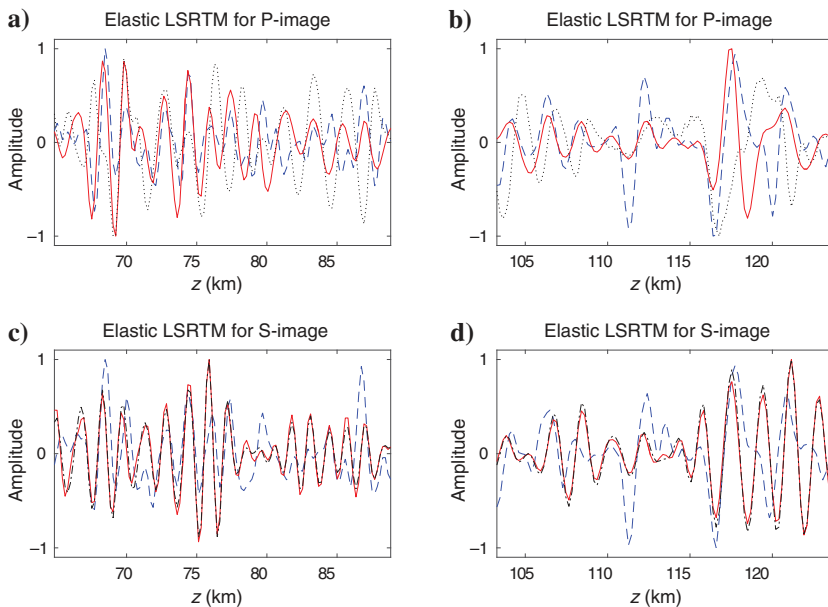 a)
Elastic LSRTM for P-image
1
0
−1
Amplitude
70
75
80
85
z (km)
b)
Elastic LSRTM for P-image
1
0
−1
Amplitude
105
110
115
120
z (km)
c)
Elastic LSRTM for S-image
1
0
−1
Amplitude
70
75
80
85
z (km)
d)
Elastic LSRTM for S-image
1
0
−1
Amplitude
105
110
115
120
z (km)